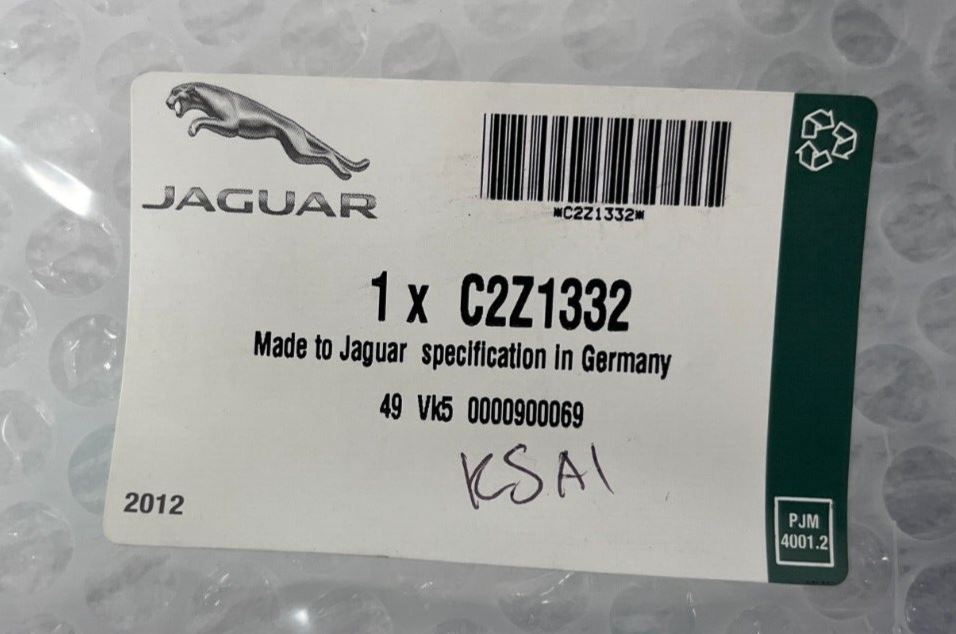 JAGUAR
*C2Z1332*
1 x C2Z1332
Made to Jaguar specification in Germany
49 Vk5 0000900069
KSA1
2012
PJM
4001.2